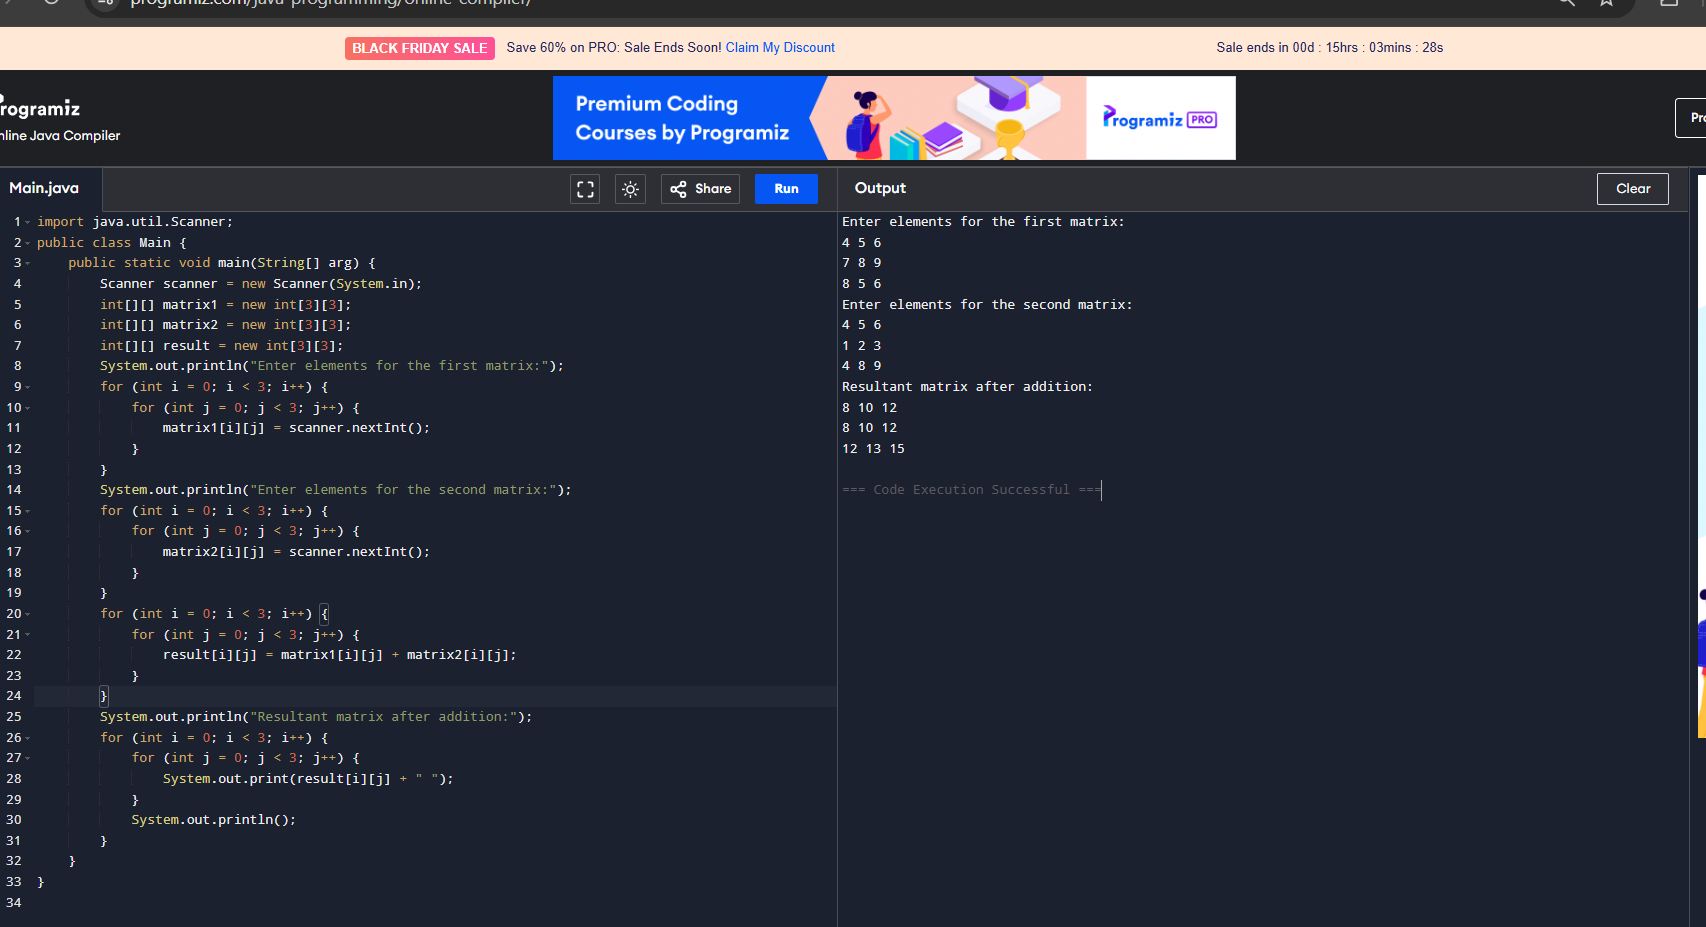 programiz.com/java-programming/online-compiler/
BLACK FRIDAY SALE Save 60% on PRO: Sale Ends Soon! Claim My Discount Sale ends in 00d : 15hrs : 03mins : 28s
Premium Coding
Courses by Programiz
Programiz PRO
rogramiz
nline Java Compiler
Pro
Main.java Share Run Output Clear
1 import java.util.Scanner;
2 public class Main {
3 public static void main(String[] arg) {
4 Scanner scanner = new Scanner(System.in);
5 int[][] matrix1 = new int[3][3];
6 int[][] matrix2 = new int[3][3];
7 int[][] result = new int[3][3];
8 System.out.println("Enter elements for the first matrix:");
9 for (int i = 0; i < 3; i++) {
10 for (int j = 0; j < 3; j++) {
11 matrix1[i][j] = scanner.nextInt();
12 }
13 }
14 System.out.println("Enter elements for the second matrix:");
15 for (int i = 0; i < 3; i++) {
16 for (int j = 0; j < 3; j++) {
17 matrix2[i][j] = scanner.nextInt();
18 }
19 }
20 for (int i = 0; i < 3; i++) {
21 for (int j = 0; j < 3; j++) {
22 result[i][j] = matrix1[i][j] + matrix2[i][j];
23 }
24 }
25 System.out.println("Resultant matrix after addition:");
26 for (int i = 0; i < 3; i++) {
27 for (int j = 0; j < 3; j++) {
28 System.out.print(result[i][j] + " ");
29 }
30 System.out.println();
31 }
32 }
33 }
34
Enter elements for the first matrix:
4 5 6
7 8 9
8 5 6
Enter elements for the second matrix:
4 5 6
1 2 3
4 8 9
Resultant matrix after addition:
8 10 12
8 10 12
12 13 15
=== Code Execution Successful ===